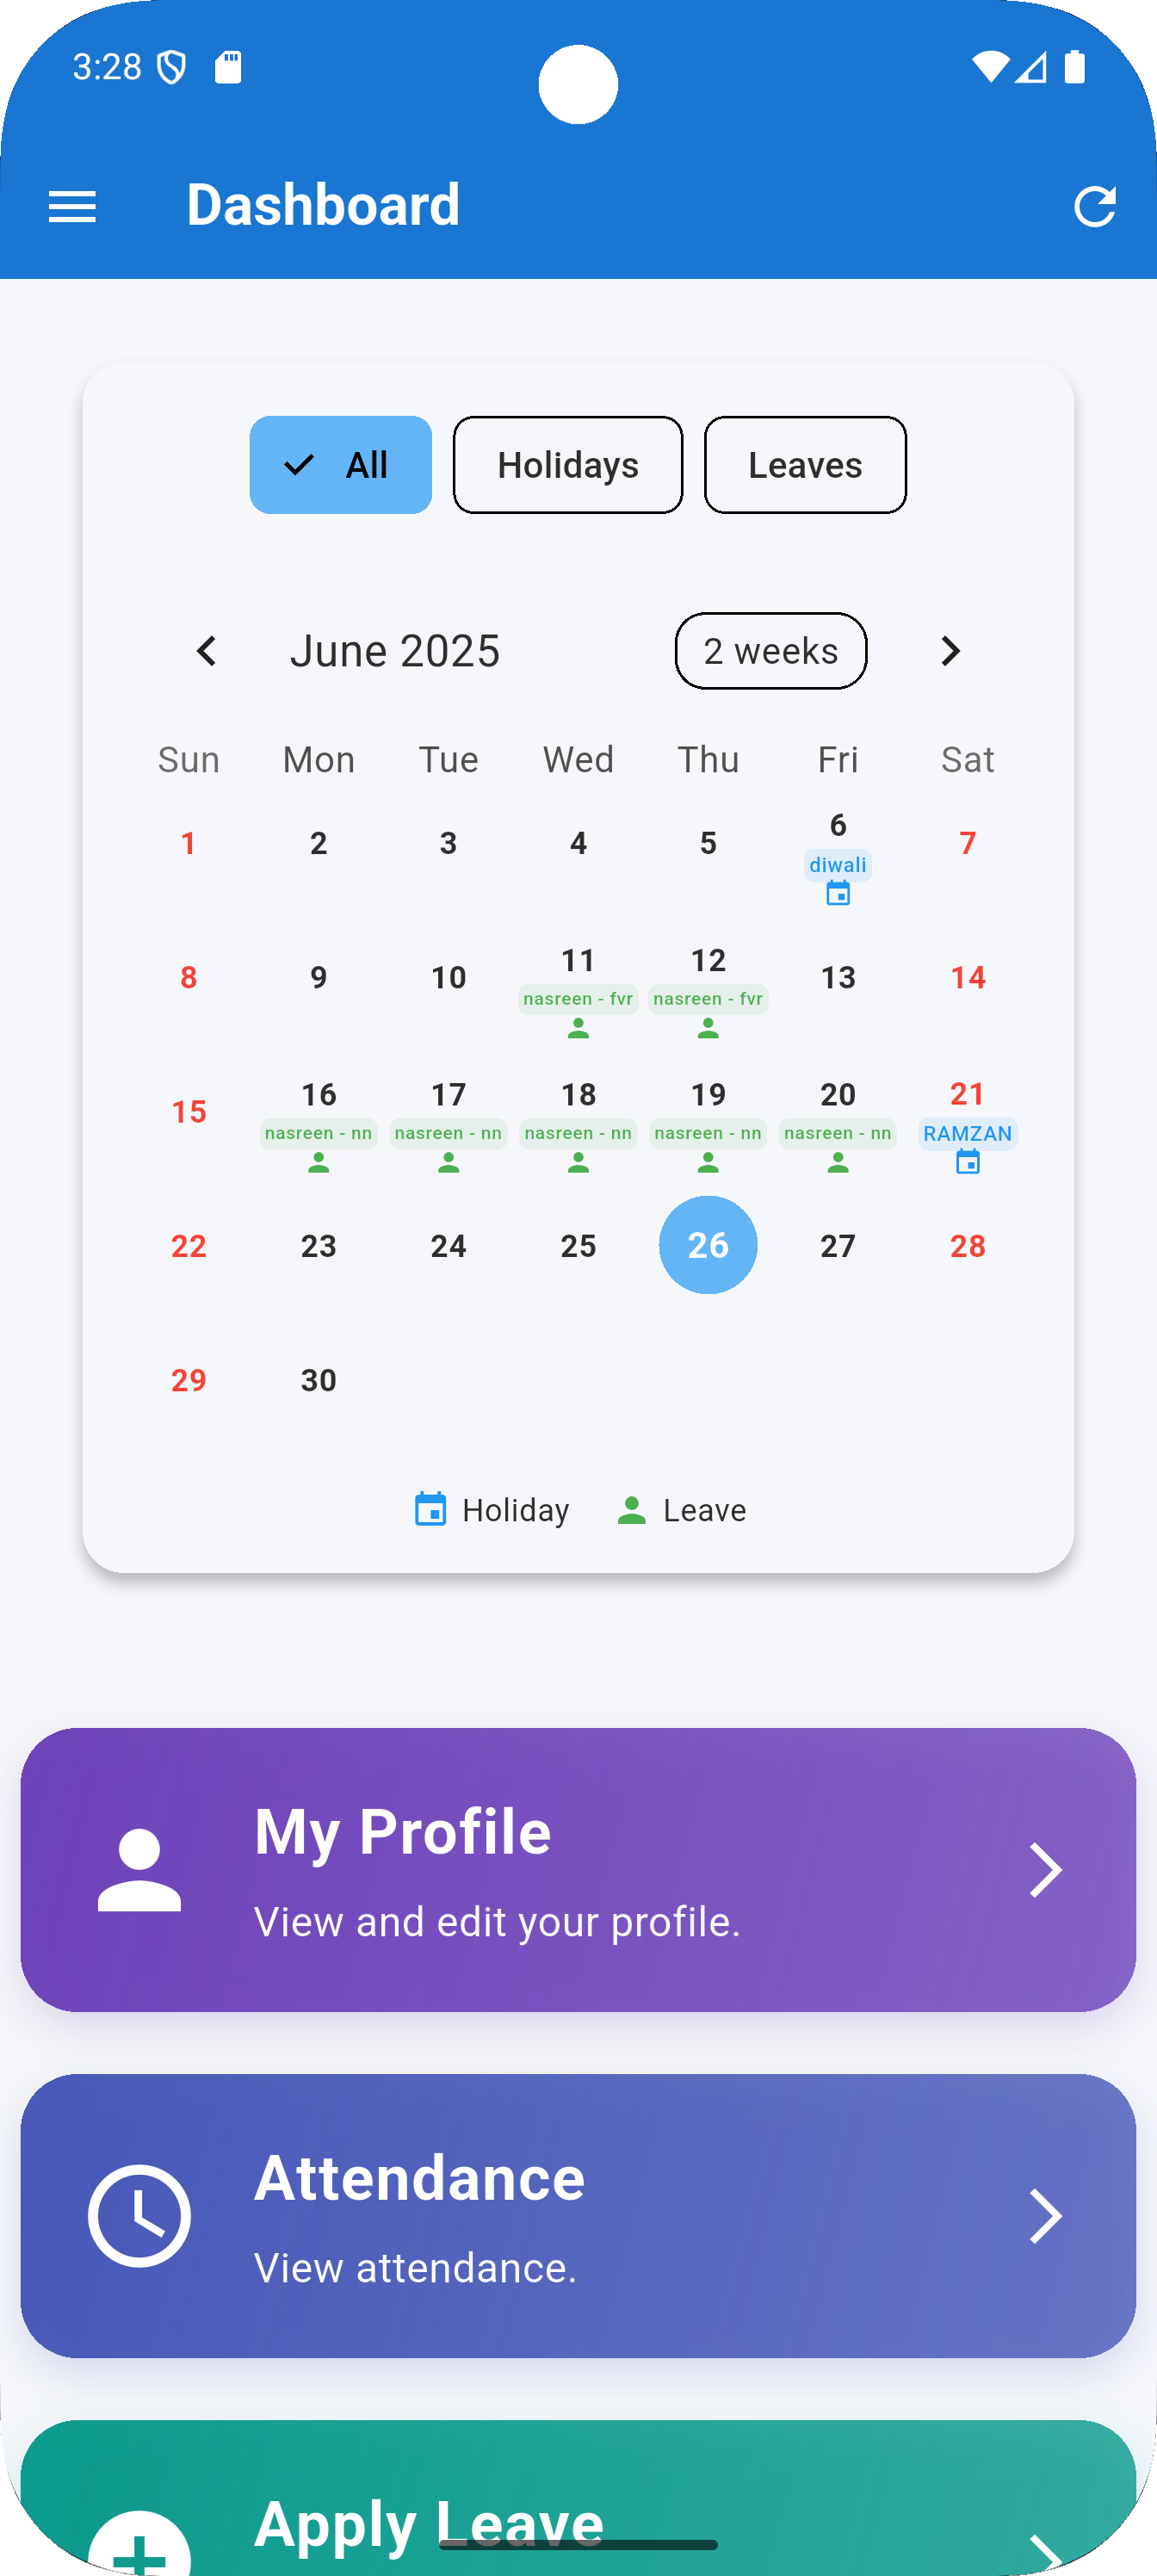 3:28
Dashboard
All Holidays Leaves
June 2025 2 weeks
Sun Mon Tue Wed Thu Fri Sat
1 2 3 4 5 6 7
diwali
8 9 10 11 12 13 14
nasreen - fvr nasreen - fvr
15 16 17 18 19 20 21
nasreen - nn nasreen - nn nasreen - nn nasreen - nn nasreen - nn RAMZAN
22 23 24 25 26 27 28
29 30
Holiday Leave
My Profile
View and edit your profile.
Attendance
View attendance.
Apply Leave